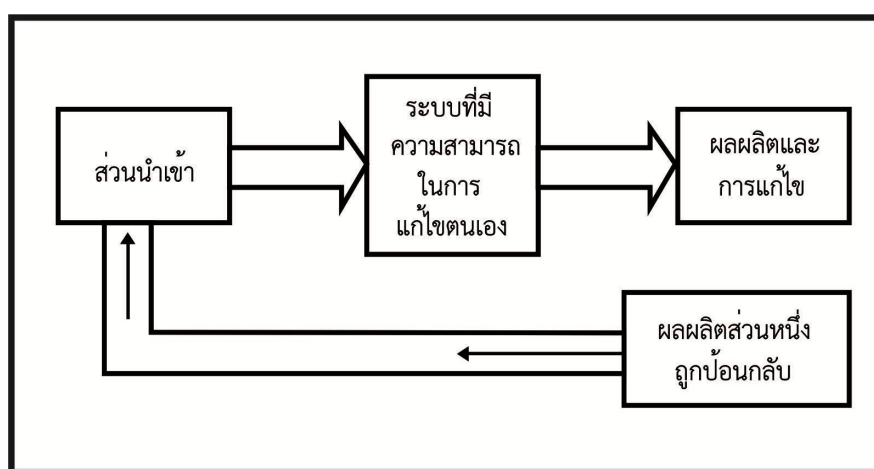 ส่วนนำเข้า
ระบบที่มี
ความสามารถ
ในการ
แก้ไขตนเอง
ผลผลิตและ
การแก้ไข
ผลผลิตส่วนหนึ่ง
ถูกป้อนกลับ